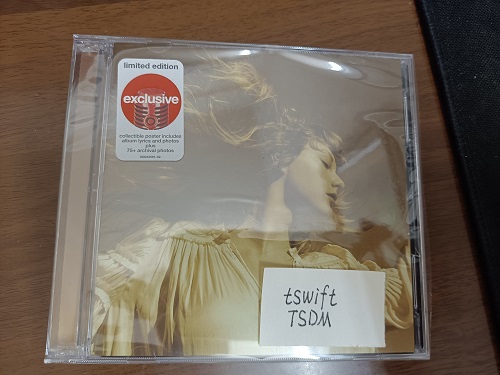 limited edition
exclusive
collectible poster includes
album lyrics and photos
plus
75+ archival photos
tswift
TSDM